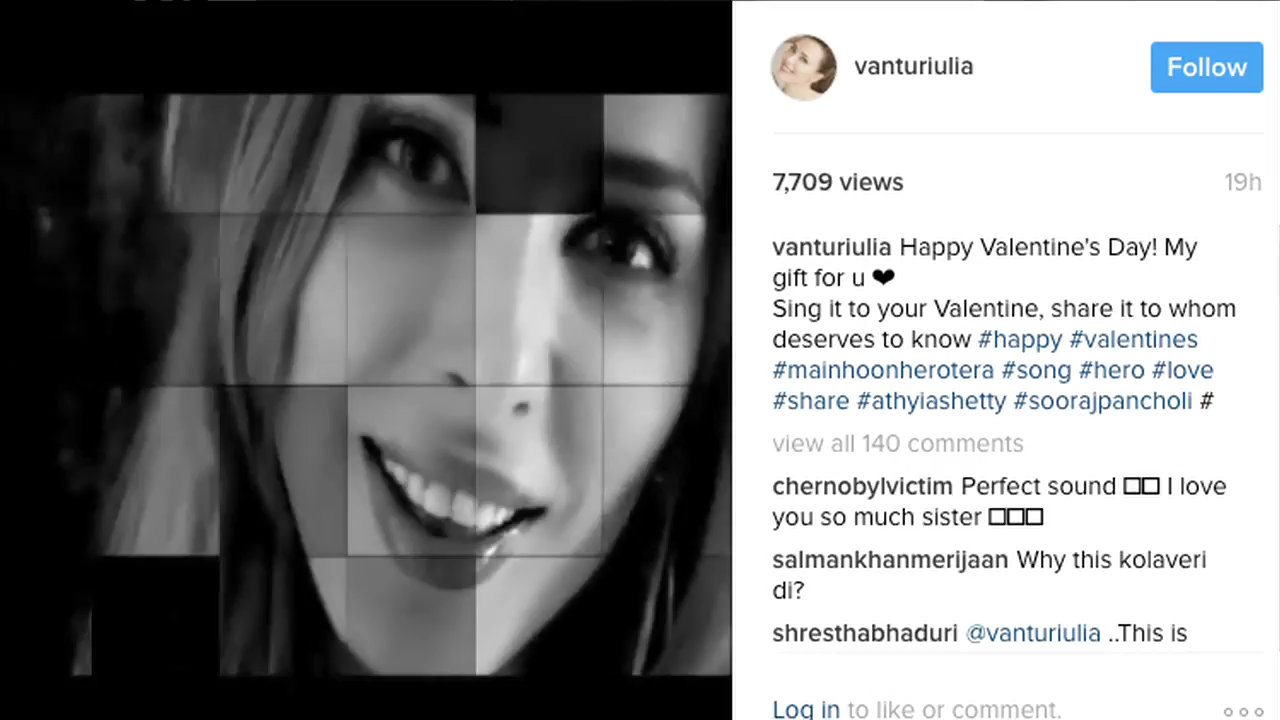 vanturiulia
Follow
7,709 views
19h
vanturiulia Happy Valentine's Day! My
gift for u ❤
Sing it to your Valentine, share it to whom
deserves to know #happy #valentines
#mainhoonherotera #song #hero #love
#share #athyiashetty #soorajpancholi #
view all 140 comments
chernobylvictim Perfect sound □□ I love
you so much sister □□□
salmankhanmerijaan Why this kolaveri
di?
shresthabhaduri @vanturiulia ..This is
Log in to like or comment.